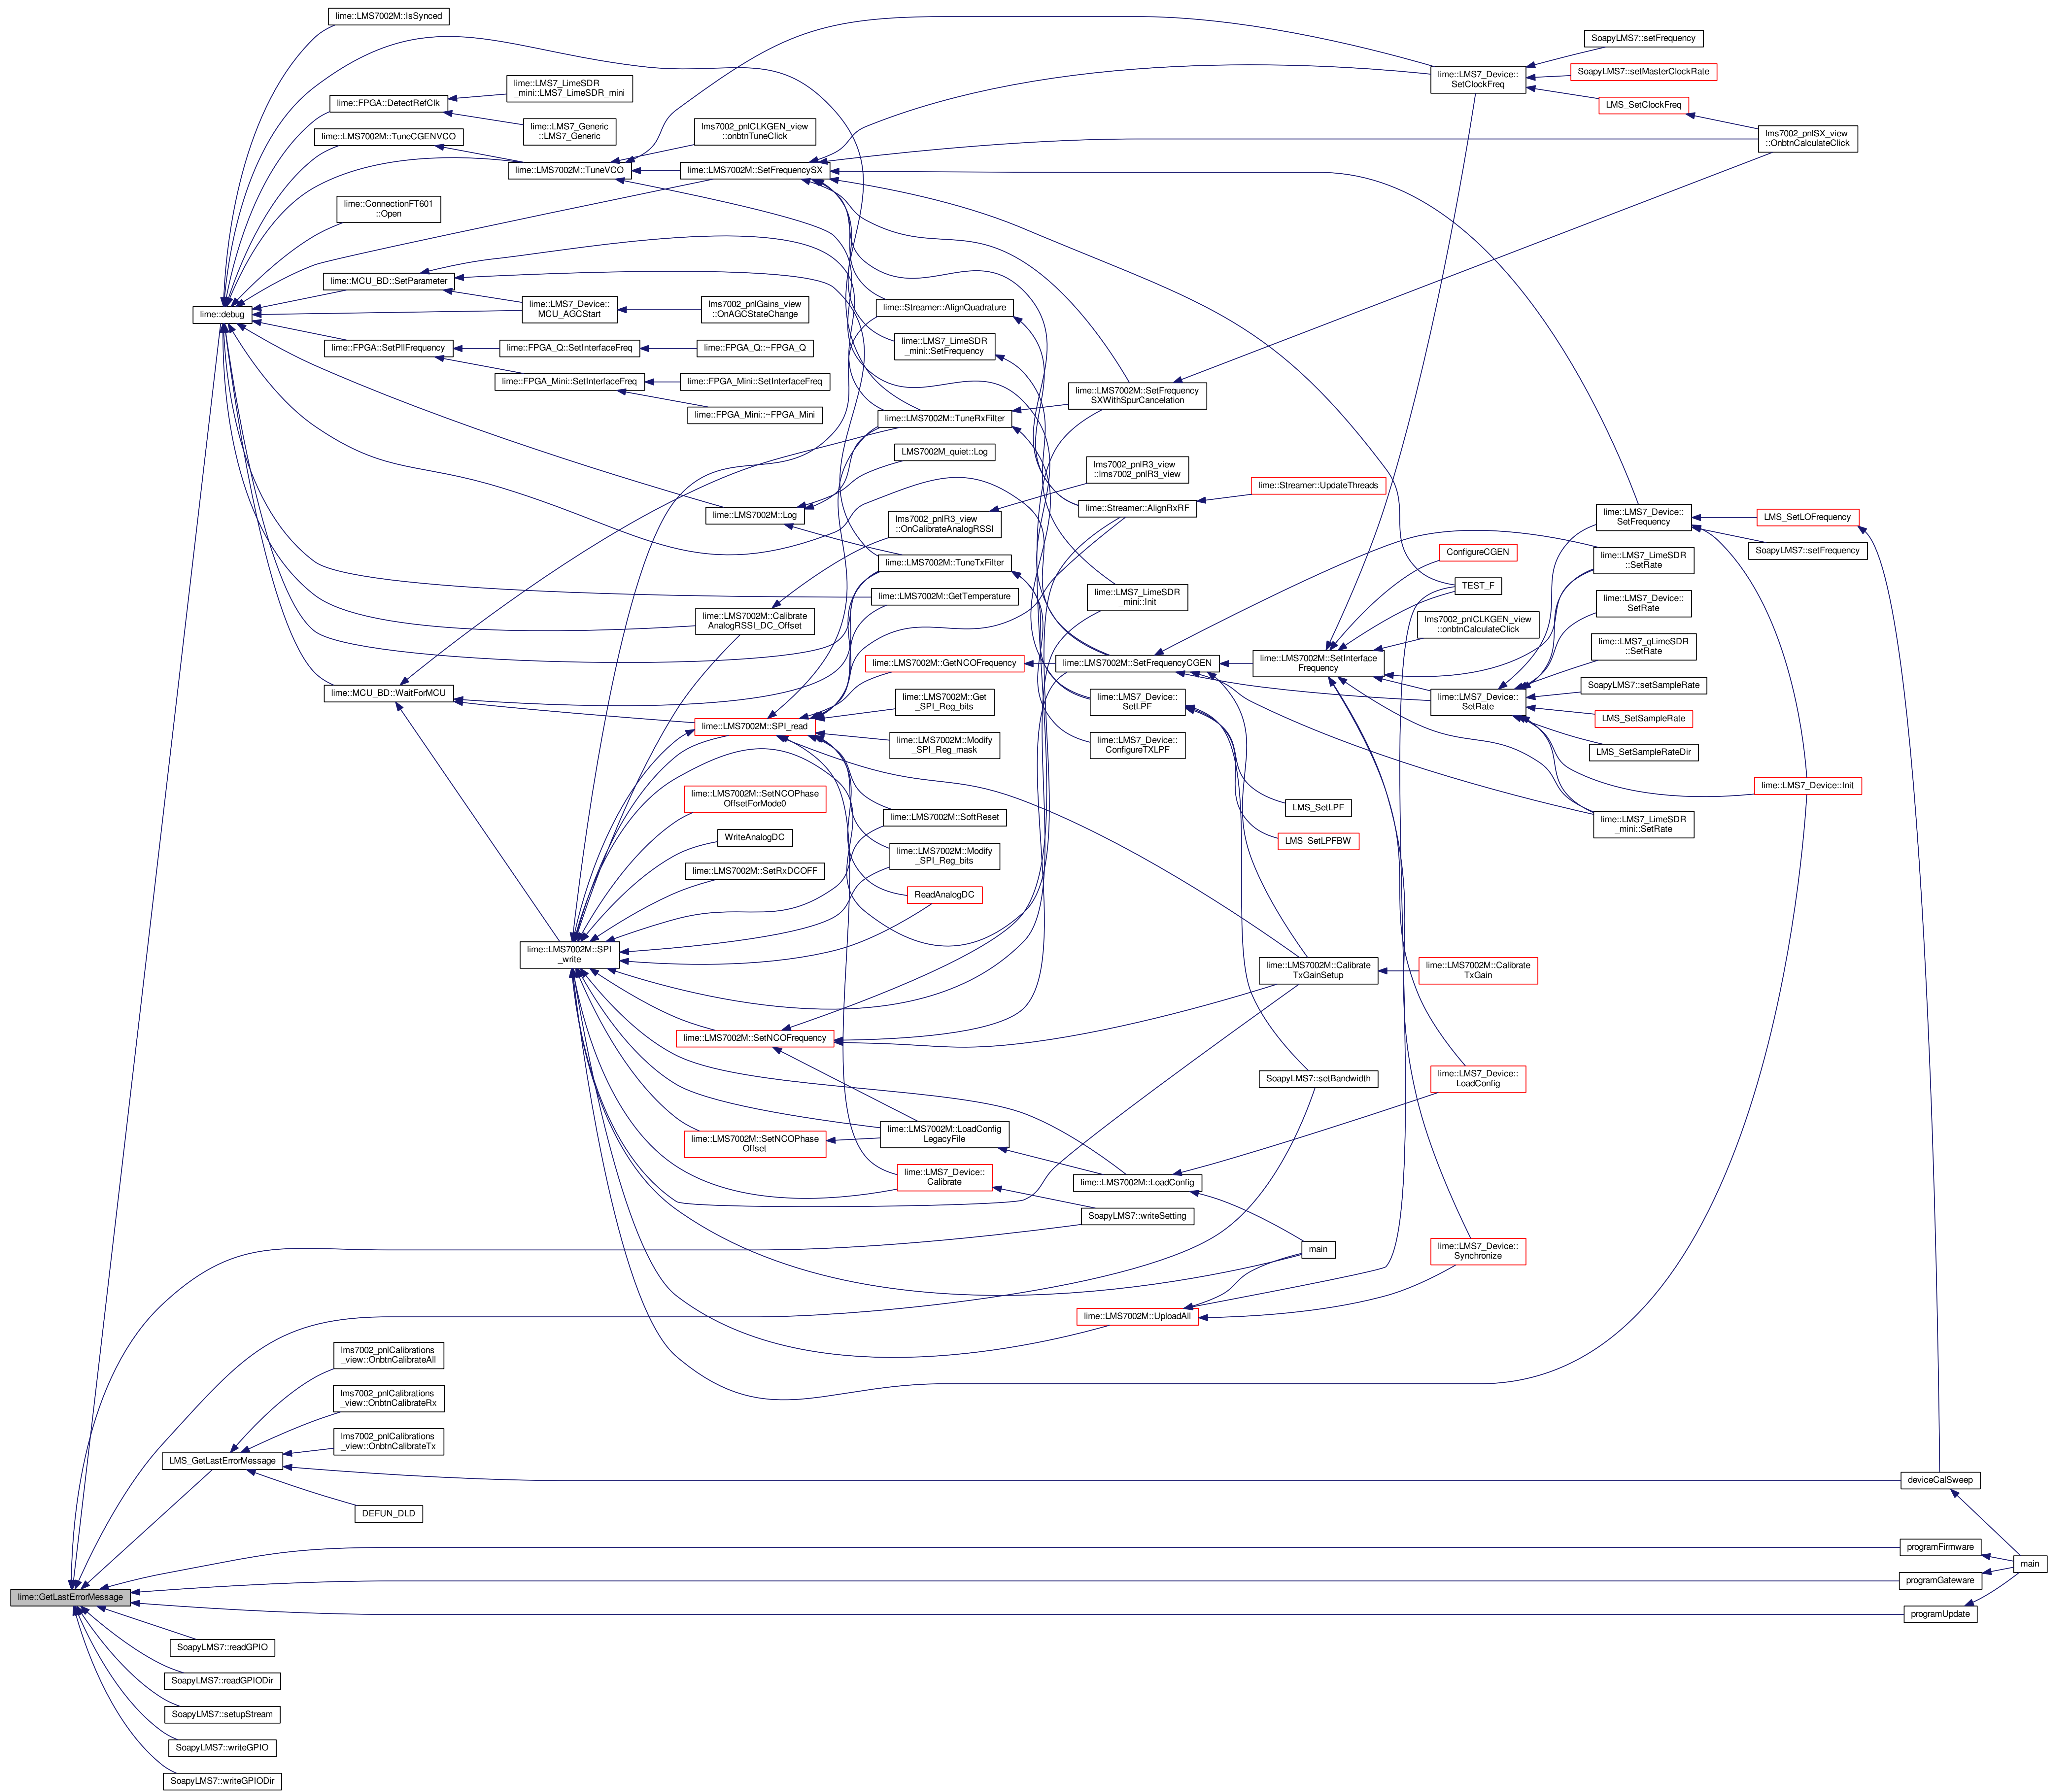 lime::LMS7002M::IsSynced
SoapyLMS7::setFrequency
lime::LMS7_Device::
SetClockFreq
SoapyLMS7::setMasterClockRate
lime::LMS7_LimeSDR
_mini::LMS7_LimeSDR_mini
lime::FPGA::DetectRefClk
LMS_SetClockFreq
lime::LMS7_Generic
::LMS7_Generic
lms7002_pnlCLKGEN_view
::onbtnTuneClick
lime::LMS7002M::TuneCGENVCO
lms7002_pnlSX_view
::OnbtnCalculateClick
lime::LMS7002M::TuneVCO
lime::LMS7002M::SetFrequencySX
lime::ConnectionFT601
::Open
lime::MCU_BD::SetParameter
lime::LMS7_Device::
MCU_AGCStart
lms7002_pnlGains_view
::OnAGCStateChange
lime::Streamer::AlignQuadrature
lime::debug
lime::FPGA::SetPllFrequency
lime::FPGA_Q::SetInterfaceFreq
lime::FPGA_Q::~FPGA_Q
lime::LMS7_LimeSDR
_mini::SetFrequency
lime::FPGA_Mini::SetInterfaceFreq
lime::FPGA_Mini::SetInterfaceFreq
lime::LMS7002M::SetFrequency
SXWithSpurCancelation
lime::FPGA_Mini::~FPGA_Mini
lime::LMS7002M::TuneRxFilter
LMS7002M_quiet::Log
lms7002_pnlR3_view
::lms7002_pnlR3_view
lime::Streamer::UpdateThreads
lime::LMS7002M::Log
lime::Streamer::AlignRxRF
lms7002_pnlR3_view
::OnCalibrateAnalogRSSI
lime::LMS7_Device::
SetFrequency
LMS_SetLOFrequency
SoapyLMS7::setFrequency
ConfigureCGEN
lime::LMS7_LimeSDR
::SetRate
lime::LMS7002M::TuneTxFilter
TEST_F
lime::LMS7002M::GetTemperature
lime::LMS7_LimeSDR
_mini::Init
lime::LMS7_Device::
SetRate
lime::LMS7002M::Calibrate
AnalogRSSI_DC_Offset
lms7002_pnlCLKGEN_view
::onbtnCalculateClick
lime::LMS7_qLimeSDR
::SetRate
lime::LMS7002M::GetNCOFrequency
lime::LMS7002M::SetFrequencyCGEN
lime::LMS7002M::SetInterface
Frequency
SoapyLMS7::setSampleRate
lime::MCU_BD::WaitForMCU
lime::LMS7002M::Get
_SPI_Reg_bits
lime::LMS7_Device::
SetLPF
lime::LMS7_Device::
SetRate
LMS_SetSampleRate
lime::LMS7002M::SPI_read
lime::LMS7002M::Modify
_SPI_Reg_mask
lime::LMS7_Device::
ConfigureTXLPF
LMS_SetSampleRateDir
lime::LMS7_Device::Init
lime::LMS7002M::SetNCOPhase
OffsetForMode0
LMS_SetLPF
lime::LMS7002M::SoftReset
lime::LMS7_LimeSDR
_mini::SetRate
WriteAnalogDC
LMS_SetLPFBW
lime::LMS7002M::Modify
_SPI_Reg_bits
lime::LMS7002M::SetRxDCOFF
ReadAnalogDC
lime::LMS7002M::SPI
_write
lime::LMS7002M::Calibrate
TxGainSetup
lime::LMS7002M::Calibrate
TxGain
lime::LMS7002M::SetNCOFrequency
SoapyLMS7::setBandwidth
lime::LMS7_Device::
LoadConfig
lime::LMS7002M::LoadConfig
LegacyFile
lime::LMS7002M::SetNCOPhase
Offset
lime::LMS7_Device::
Calibrate
lime::LMS7002M::LoadConfig
SoapyLMS7::writeSetting
main
lime::LMS7_Device::
Synchronize
lime::LMS7002M::UploadAll
lms7002_pnlCalibrations
_view::OnbtnCalibrateAll
lms7002_pnlCalibrations
_view::OnbtnCalibrateRx
lms7002_pnlCalibrations
_view::OnbtnCalibrateTx
LMS_GetLastErrorMessage
deviceCalSweep
DEFUN_DLD
programFirmware
main
programGateware
lime::GetLastErrorMessage
programUpdate
SoapyLMS7::readGPIO
SoapyLMS7::readGPIODir
SoapyLMS7::setupStream
SoapyLMS7::writeGPIO
SoapyLMS7::writeGPIODir